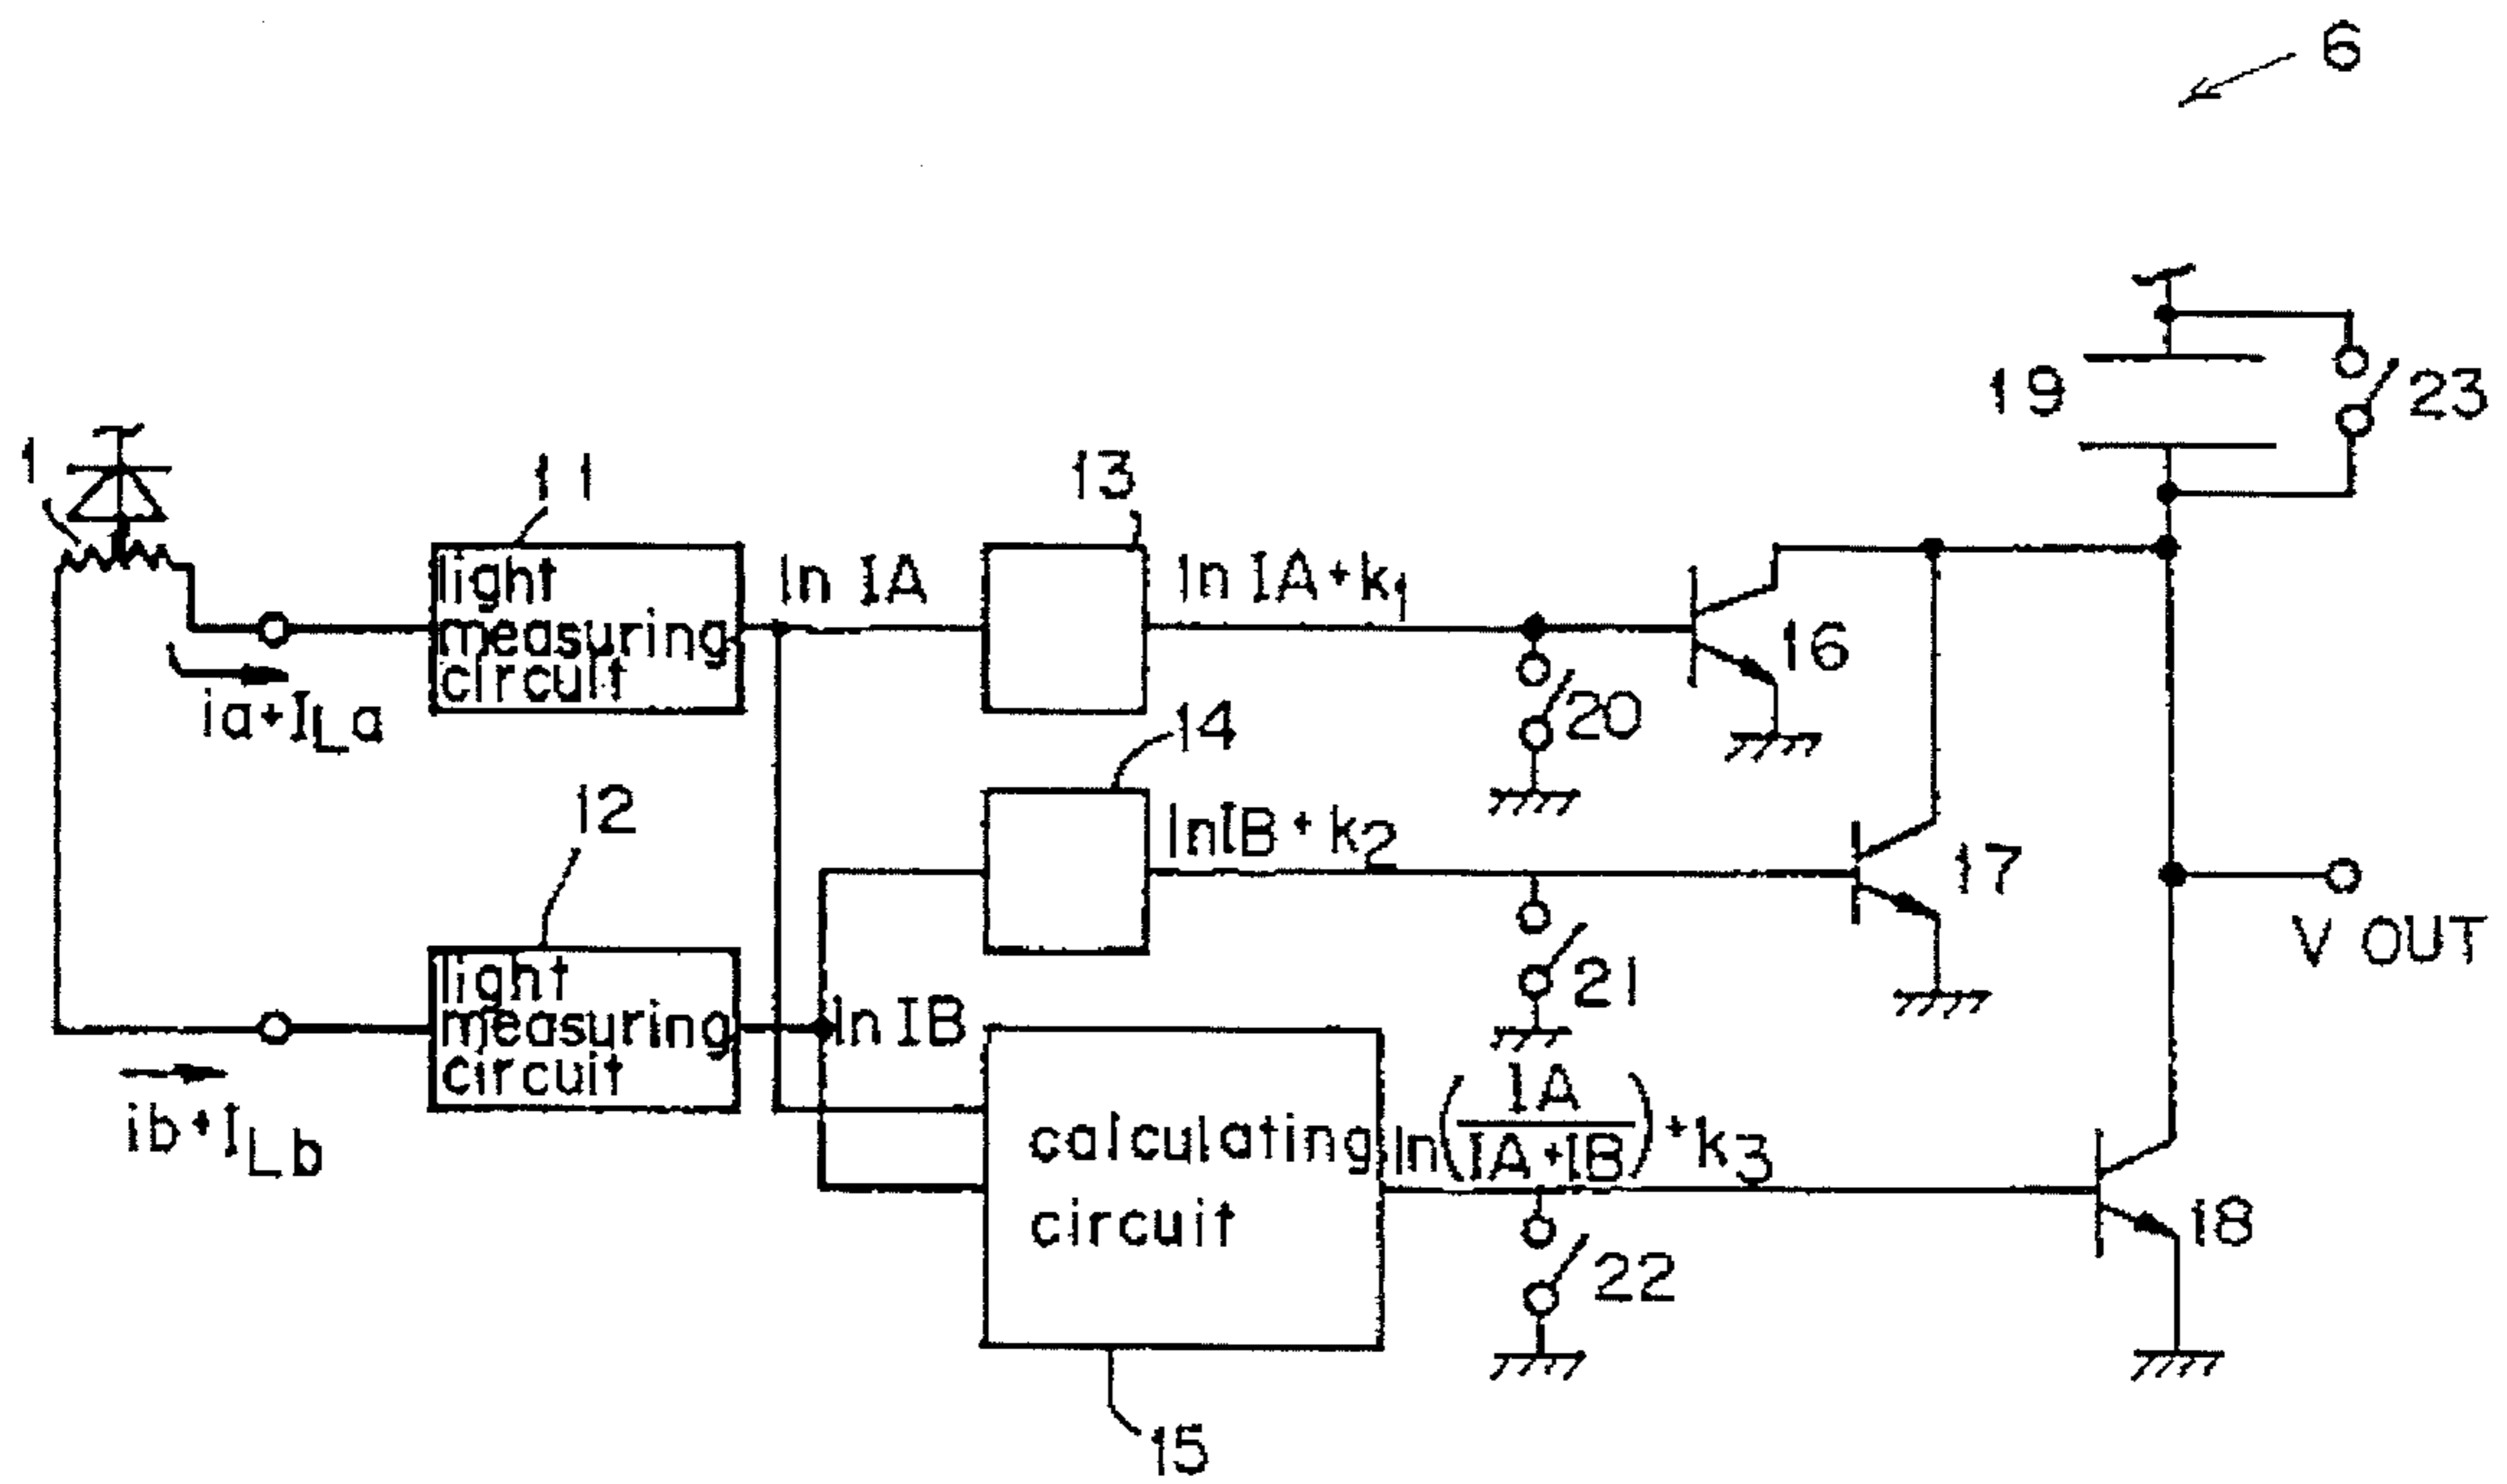 6
19
23
1
11
13
light
measuring
circuit
ln IA
ln IA+k1
16
ia+ILa
20
14
12
lnIB+k2
17
V OUT
light
measuring
circuit
ln IB
21
ib+ILb
calculating
circuit
ln(IA/IA+IB)+k3
18
22
15